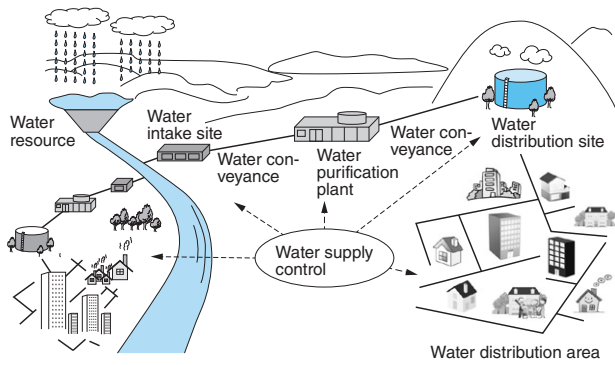 Water
resource
Water
intake site
Water con-
veyance
Water
purification
plant
Water con-
veyance
Water
distribution site
Water supply
control
Water distribution area